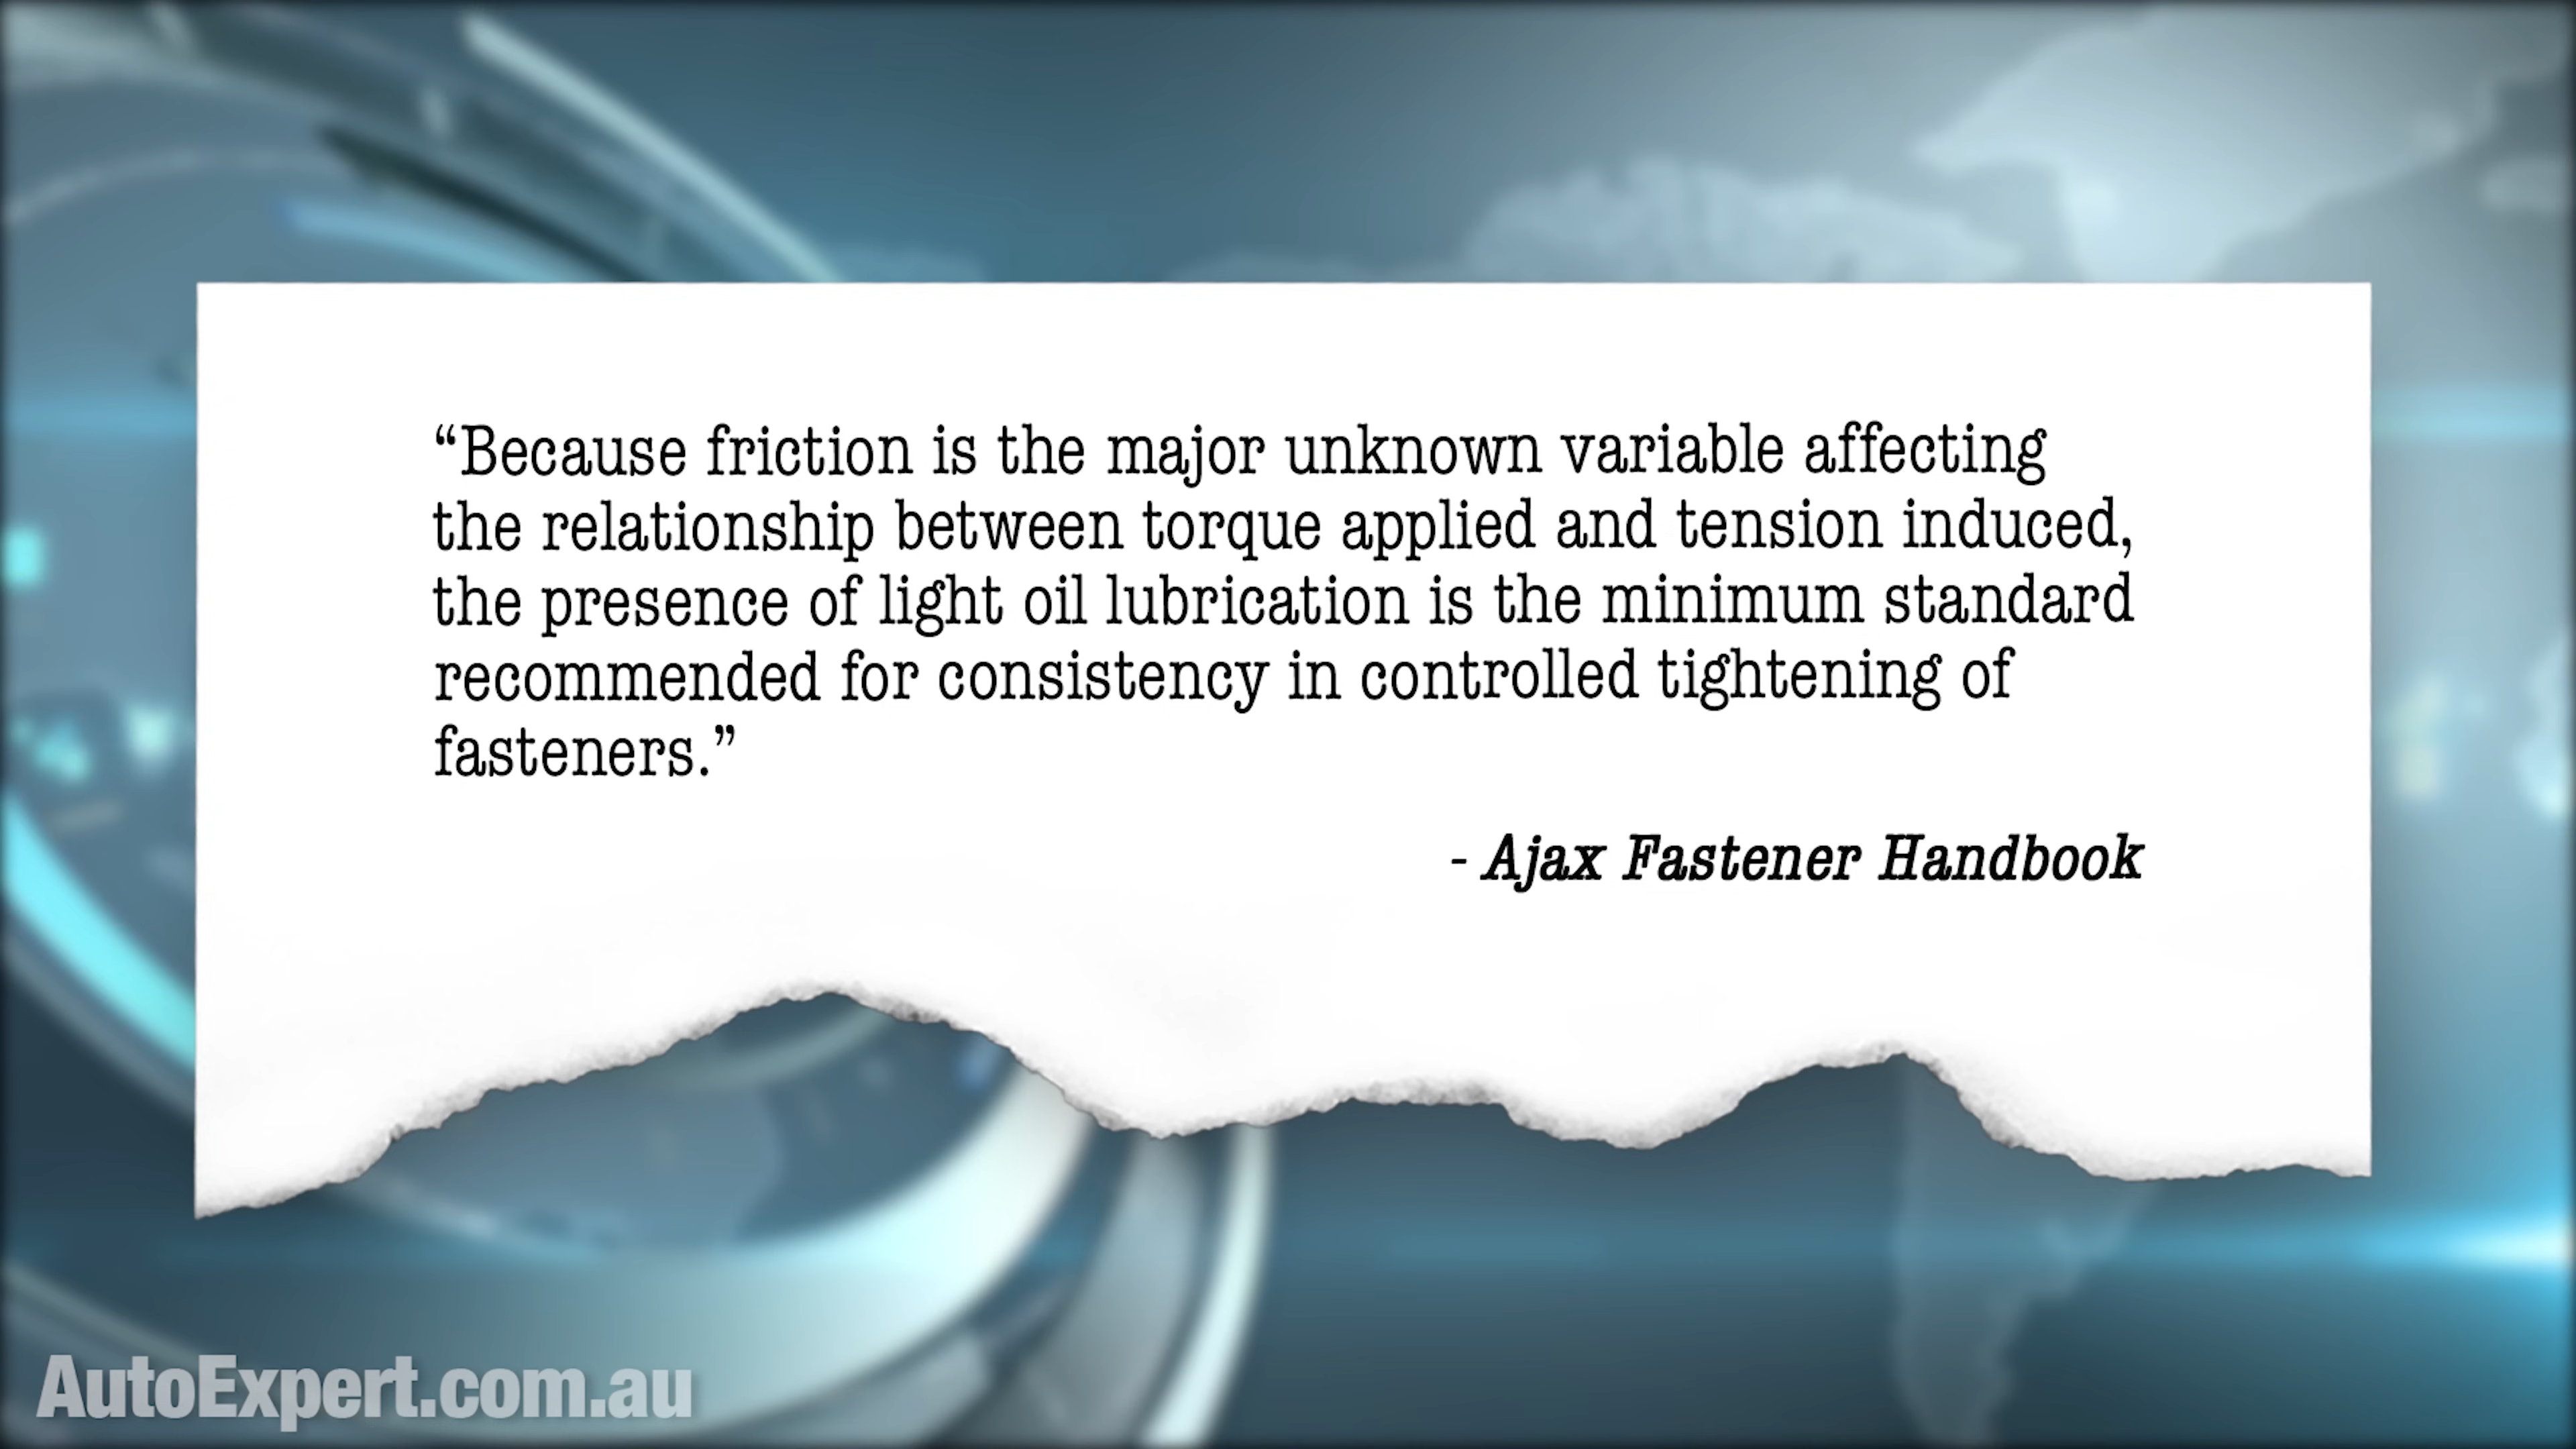 “Because friction is the major unknown variable affecting
the relationship between torque applied and tension induced,
the presence of light oil lubrication is the minimum standard
recommended for consistency in controlled tightening of
fasteners.”
- Ajax Fastener Handbook
AutoExpert.com.au